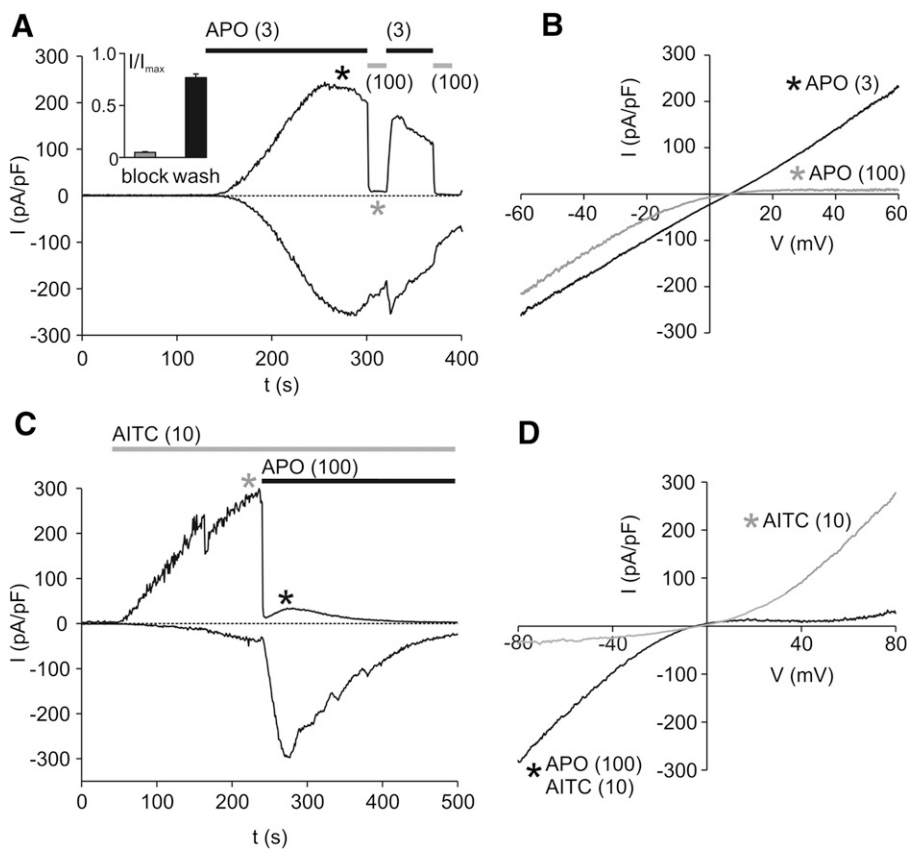 A
APO (3) (3)
(100) (100)
I/Imax
1.0
0.5
0
block wash
300
200
100
0
-100
-200
-300
I (pA/pF)
0 100 200 300 400
t (s)
B
300
200
100
-100
-200
-300
I (pA/pF)
-60 -40 -20 20 40 60
V (mV)
* APO (3)
* APO (100)
C
AITC (10)
APO (100)
300
200
100
0
-100
-200
-300
I (pA/pF)
0 100 200 300 400 500
t (s)
D
300
200
100
-100
-200
-300
I (pA/pF)
-80 -40 40 80
V (mV)
* AITC (10)
* APO (100)
AITC (10)